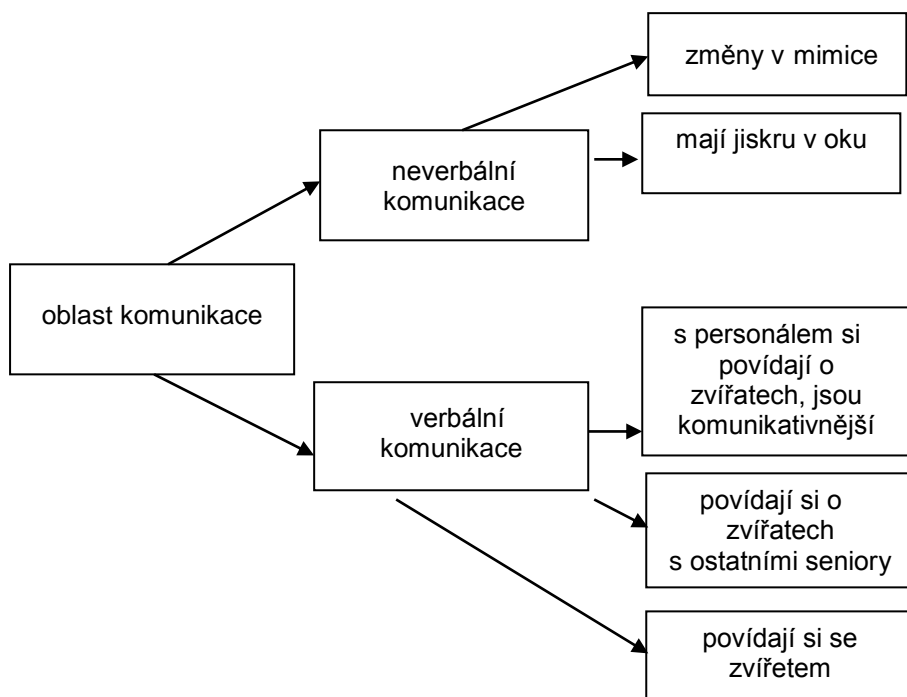 změny v mimice
mají jiskru v oku
neverbální
komunikace
oblast komunikace
s personálem si
povídají o
zvířatech, jsou
komunikativnější
verbální
komunikace
povídají si o
zvířatech
s ostatními seniory
povídají si se
zvířetem